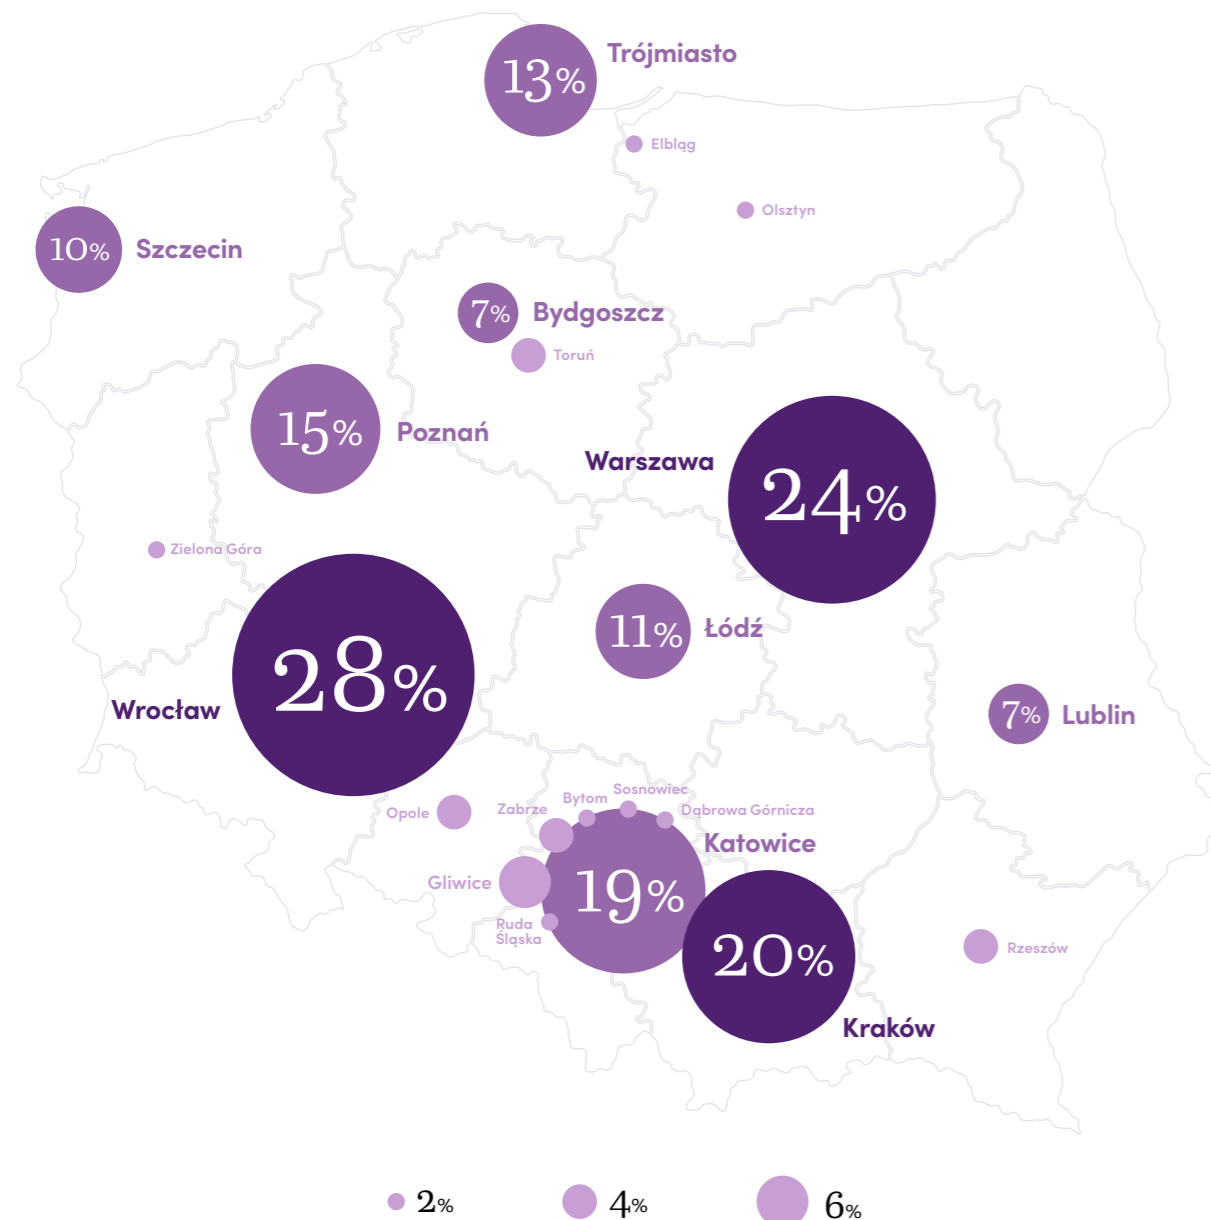 13%
Trójmiasto
Elbląg
Olsztyn
10%
Szczecin
7%
Bydgoszcz
Toruń
15%
Poznań
Warszawa
24%
Zielona Góra
28%
Wrocław
11%
Łódź
7%
Lublin
Opole
Zabrze
Bytom
Sosnowiec
Dąbrowa Górnicza
Katowice
19%
Gliwice
Ruda
Śląska
20%
Kraków
Rzeszów
2%
4%
6%